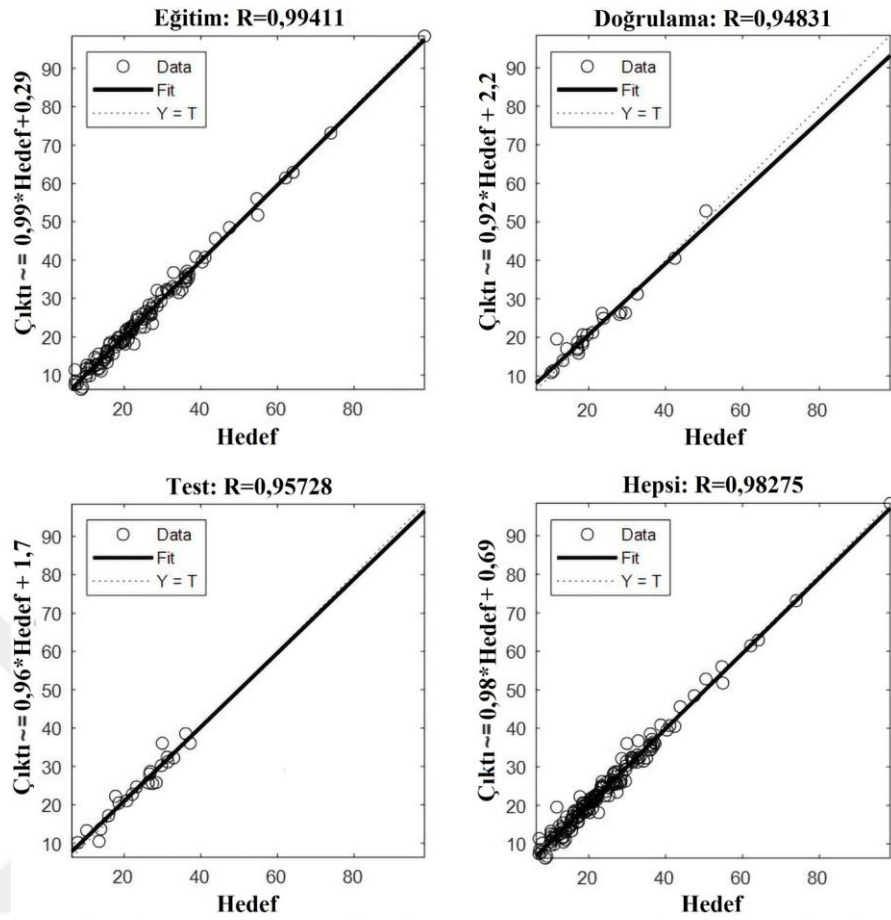 Eğitim: R=0,99411
Çıktı ~= 0,99*Hedef+0,29
Data
Fit
Y = T
90
80
70
60
50
40
30
20
10
20 40 60 80
Hedef
Doğrulama: R=0,94831
Çıktı ~= 0,92*Hedef + 2,2
Data
Fit
Y = T
90
80
70
60
50
40
30
20
10
20 40 60 80
Hedef
Test: R=0,95728
Çıktı ~= 0,96*Hedef + 1,7
Data
Fit
Y = T
90
80
70
60
50
40
30
20
10
20 40 60 80
Hedef
Hepsi: R=0,98275
Çıktı ~= 0,98*Hedef + 0,69
Data
Fit
Y = T
90
80
70
60
50
40
30
20
10
20 40 60 80
Hedef